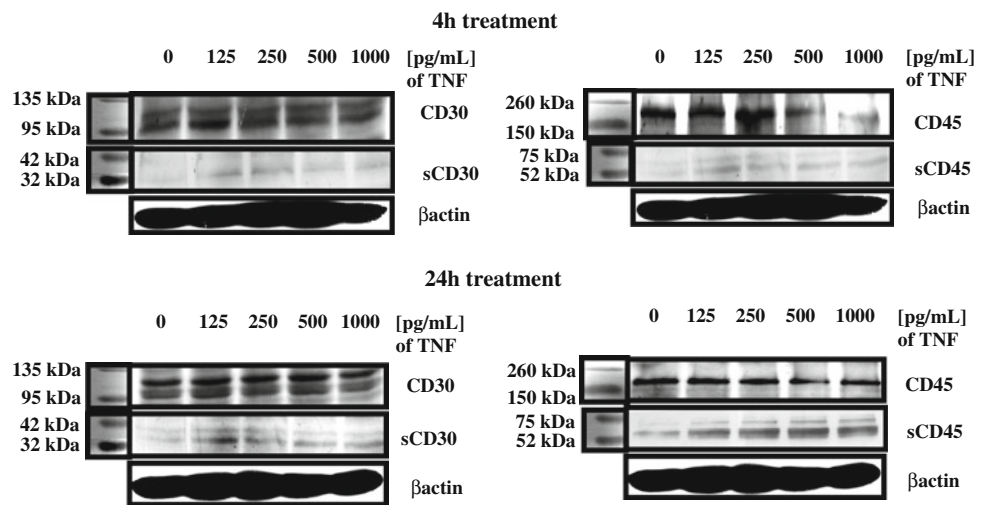 4h treatment
0 125 250 500 1000 [pg/mL] of TNF
135 kDa
95 kDa
CD30
42 kDa
32 kDa
sCD30
βactin
0 125 250 500 1000 [pg/mL] of TNF
260 kDa
150 kDa
CD45
75 kDa
52 kDa
sCD45
βactin
24h treatment
0 125 250 500 1000 [pg/mL] of TNF
135 kDa
95 kDa
CD30
42 kDa
32 kDa
sCD30
βactin
0 125 250 500 1000 [pg/mL] of TNF
260 kDa
150 kDa
CD45
75 kDa
52 kDa
sCD45
βactin